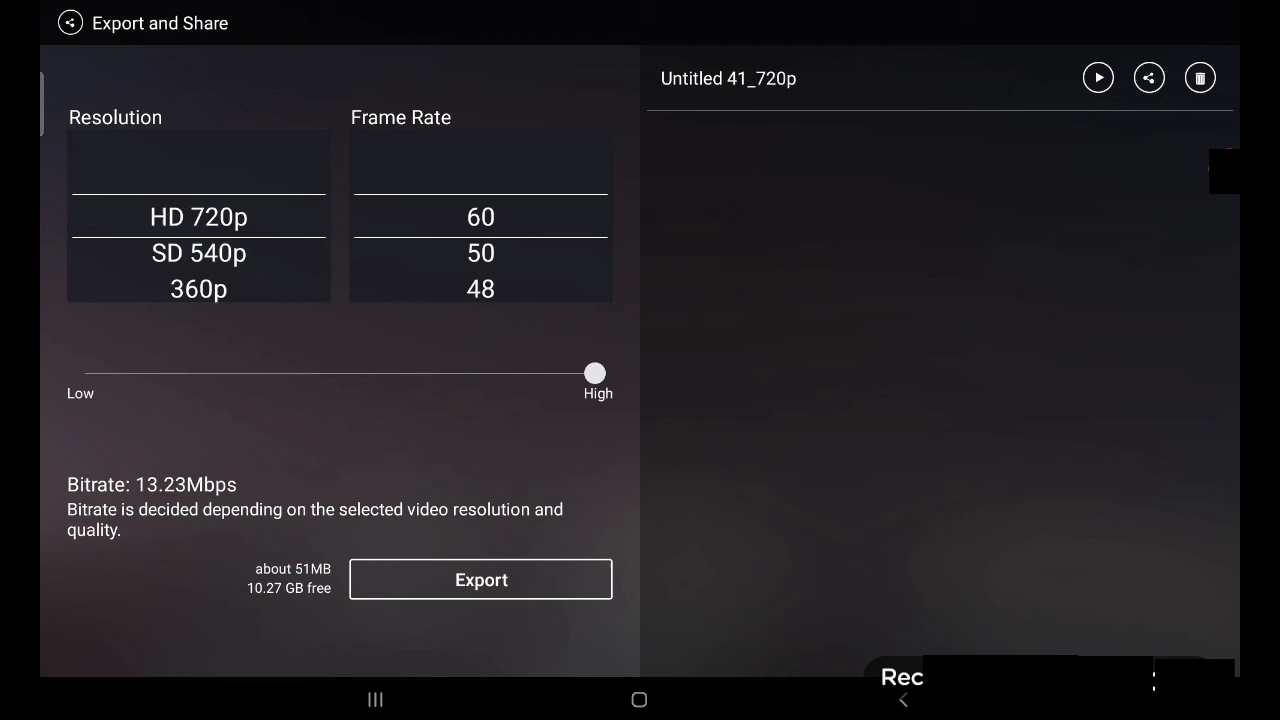 Export and Share
Resolution
Frame Rate
HD 720p
SD 540p
360p
60
50
48
Low
High
Bitrate: 13.23Mbps
Bitrate is decided depending on the selected video resolution and
quality.
about 51MB
10.27 GB free
Export
Untitled 41_720p
Rec